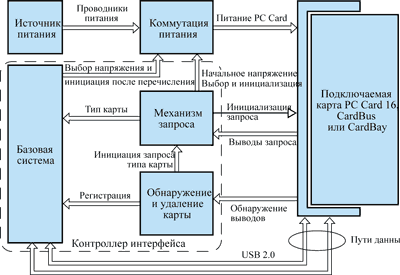 Источник
питания
Проводники
питания
Коммутация
питания
Питание PC Card
Выбор напряжения и
инициация после перечисления
Начальное напряжение
Выбор и инициализация
Подключаемая
карта PC Card 16,
CardBus
или CardBay
Тип карты
Механизм
запроса
Инициализация
запроса
Выводы запроса
Базовая
система
Инициация запроса
типа карты
Регистрация
Обнаружение
и удаление
карты
Обнаружение
выводов
Контроллер интерфейса
USB 2.0
Пути данны